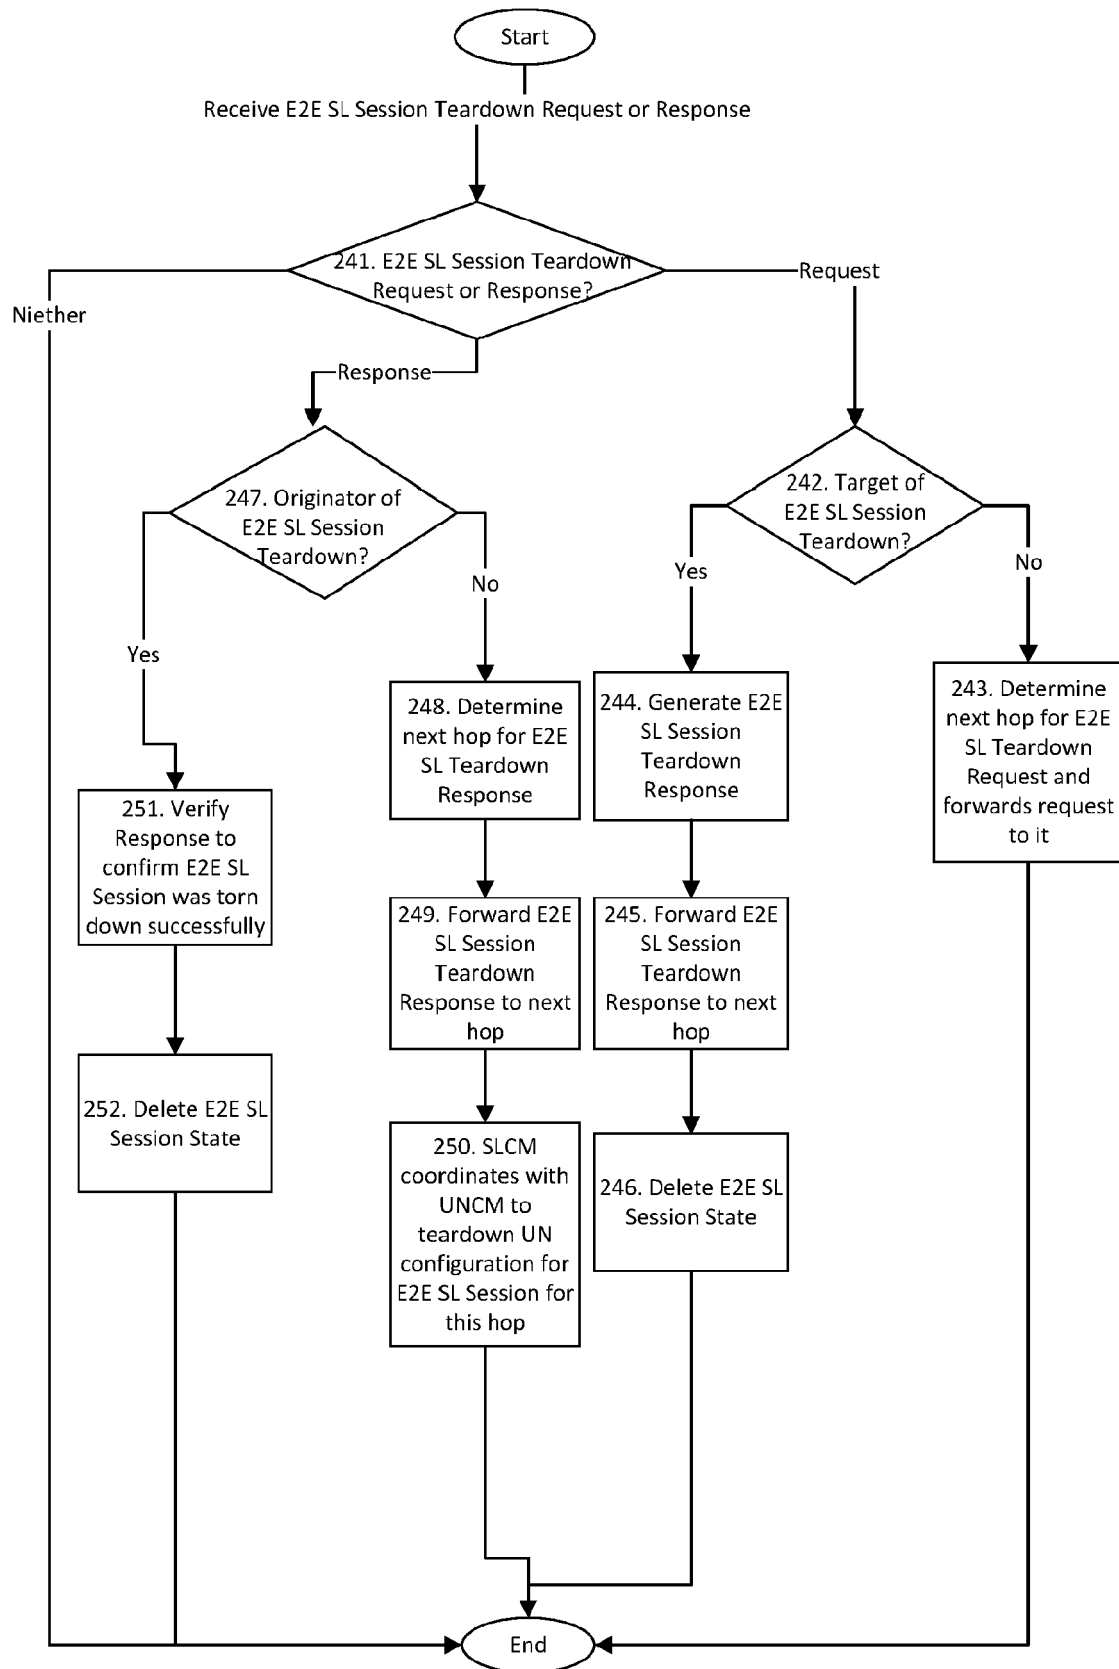 Start
Receive E2E SL Session Teardown Request or Response
241. E2E SL Session Teardown
Request or Response?
Request
Niether
Response
247. Originator of
E2E SL Session
Teardown?
242. Target of
E2E SL Session
Teardown?
Yes
No
Yes
No
251. Verify
Response to
confirm E2E SL
Session was torn
down successfully
248. Determine
next hop for E2E
SL Teardown
Response
244. Generate E2E
SL Session
Teardown
Response
243. Determine
next hop for E2E
SL Teardown
Request and
forwards request
to it
249. Forward E2E
SL Session
Teardown
Response to next
hop
245. Forward E2E
SL Session
Teardown
Response to next
hop
252. Delete E2E SL
Session State
250. SLCM
coordinates with
UNCM to
teardown UN
configuration for
E2E SL Session for
this hop
246. Delete E2E SL
Session State
End